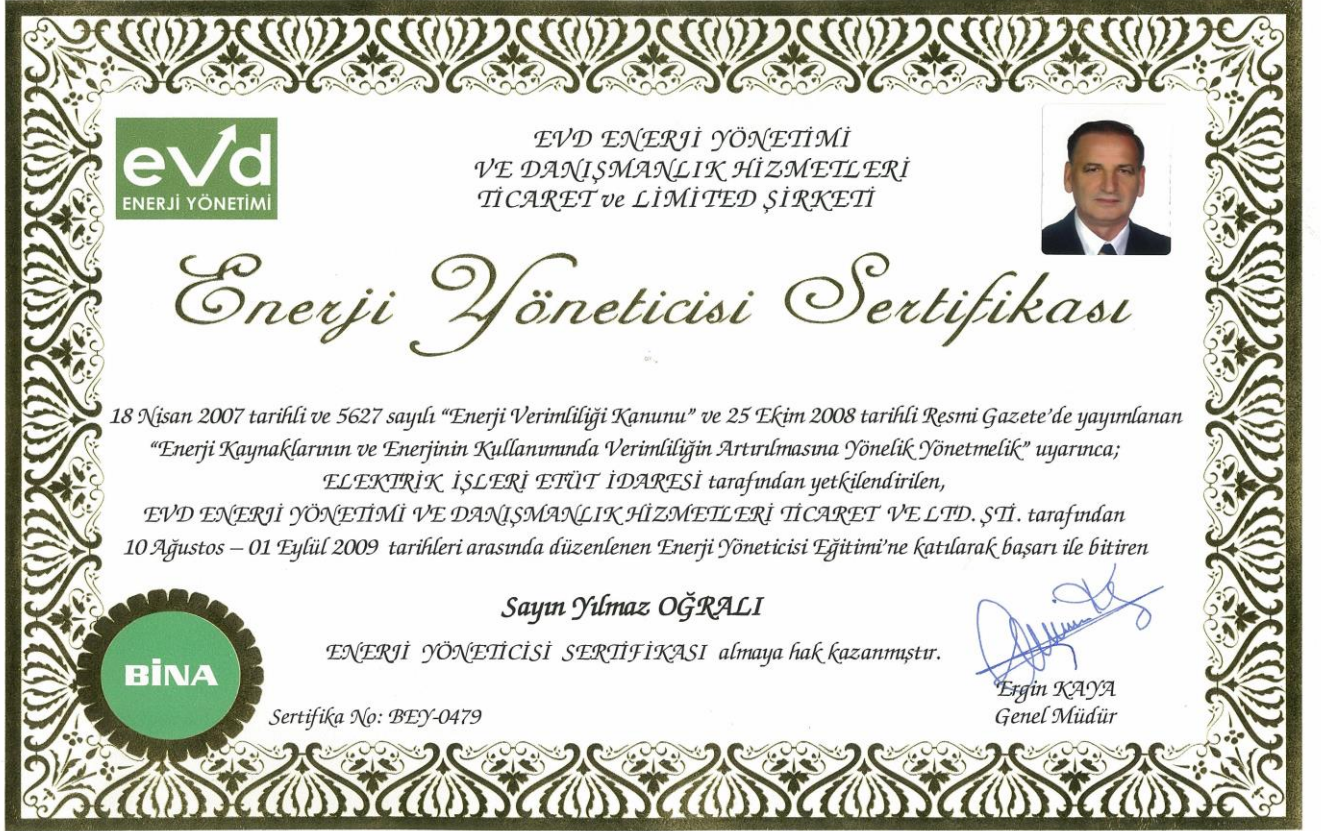 evd
ENERJİ YÖNETİMİ
EVD ENERJİ YÖNETİMİ
VE DANIŞMANLIK HİZMETLERİ
TİCARET ve LİMİTED ŞİRKETİ
Enerji Yöneticisi Sertifikası
18 Nisan 2007 tarihli ve 5627 sayılı “Enerji Verimliliği Kanunu” ve 25 Ekim 2008 tarihli Resmi Gazete’de yayımlanan
“Enerji Kaynaklarının ve Enerjinin Kullanımında Verimliliğin Artırılmasına Yönelik Yönetmelik” uyarınca;
ELEKTRİK İŞLERİ ETÜT İDARESİ tarafından yetkilendirilen,
EVD ENERJİ YÖNETİMİ VE DANIŞMANLIK HİZMETLERİ TİCARET VE LTD. ŞTİ. tarafından
10 Ağustos – 01 Eylül 2009 tarihleri arasında düzenlenen Enerji Yöneticisi Eğitimi’ne katılarak başarı ile bitiren
Sayın Yılmaz OĞRALI
ENERJİ YÖNETİCİSİ SERTİFİKASI almaya hak kazanmıştır.
BİNA
Ergin KAYA
Genel Müdür
Sertifika No: BEY-0479